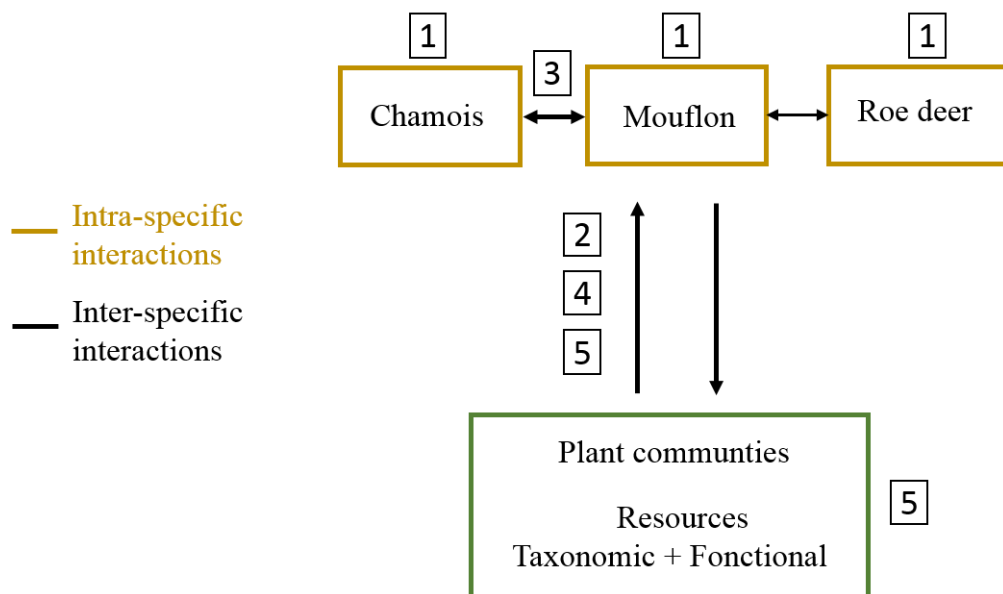 1
1
1
3
Chamois
Mouflon
Roe deer
Intra-specific
interactions
2
4
Inter-specific
interactions
5
Plant communties
5
Resources
Taxonomic + Fonctional